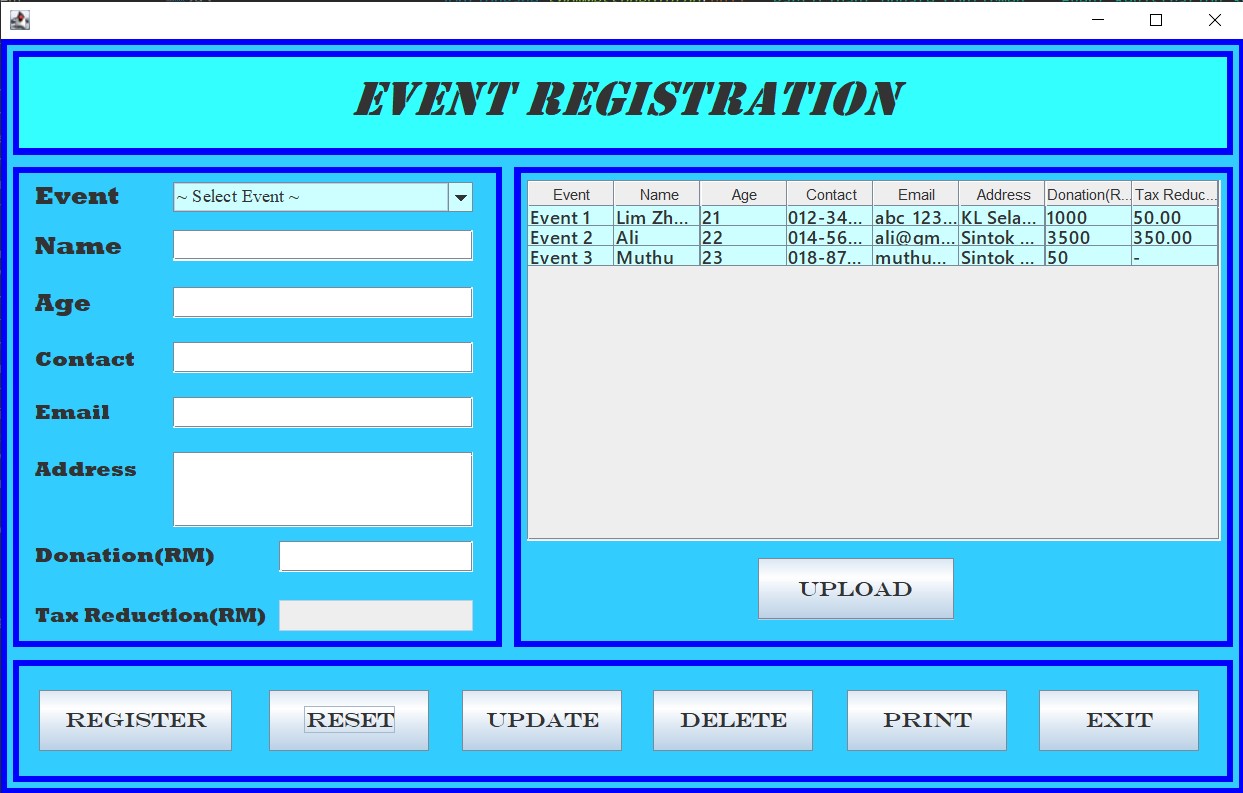 EVENT REGISTRATION
Event
~ Select Event ~
Name
Age
Contact
Email
Address
Donation(RM)
Tax Reduction(RM)
Event Name Age Contact Email Address Donation(R... Tax Reduc...
Event 1 Lim Zh... 21 012-34... abc_123... KL Sela... 1000 50.00
Event 2 Ali 22 014-56... ali@gm... Sintok ... 3500 350.00
Event 3 Muthu 23 018-87... muthu... Sintok ... 50 -
UPLOAD
REGISTER RESET UPDATE DELETE PRINT EXIT